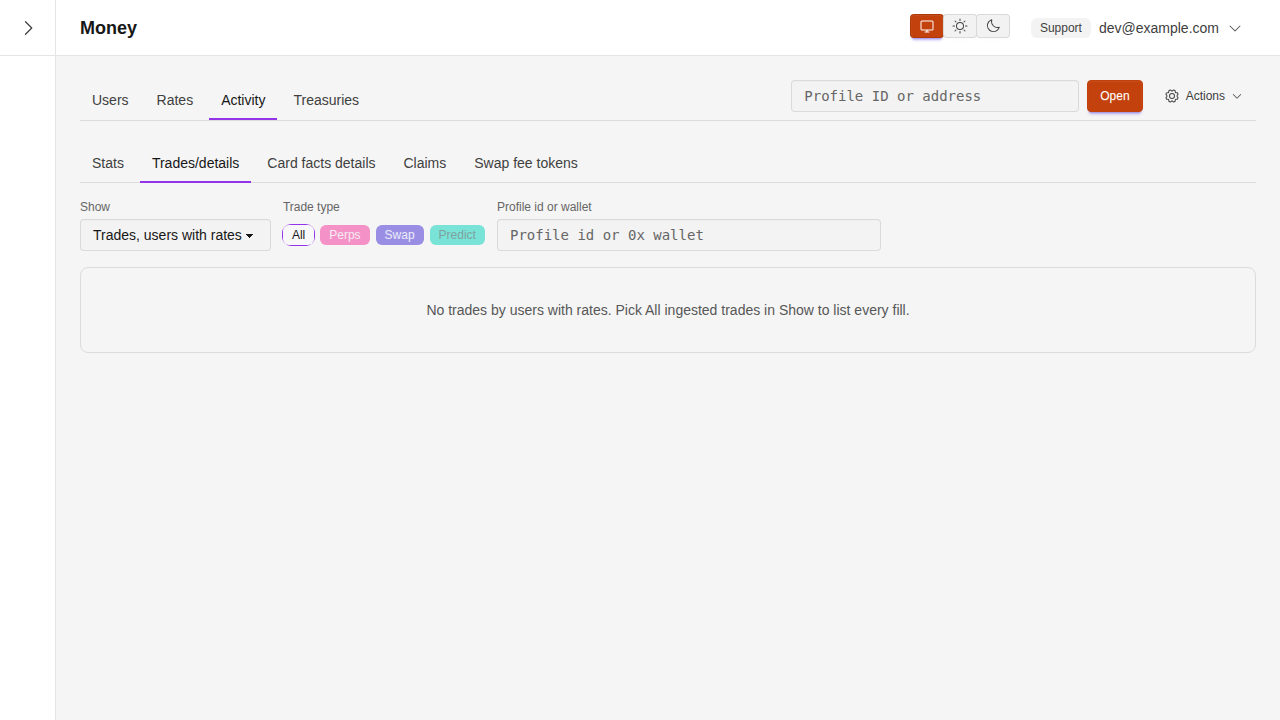 Money
Support dev@example.com
Users Rates Activity Treasuries
Profile ID or address Open Actions
Stats Trades/details Card facts details Claims Swap fee tokens
Show Trade type Profile id or wallet
Trades, users with rates All Perps Swap Predict Profile id or 0x wallet
No trades by users with rates. Pick All ingested trades in Show to list every fill.